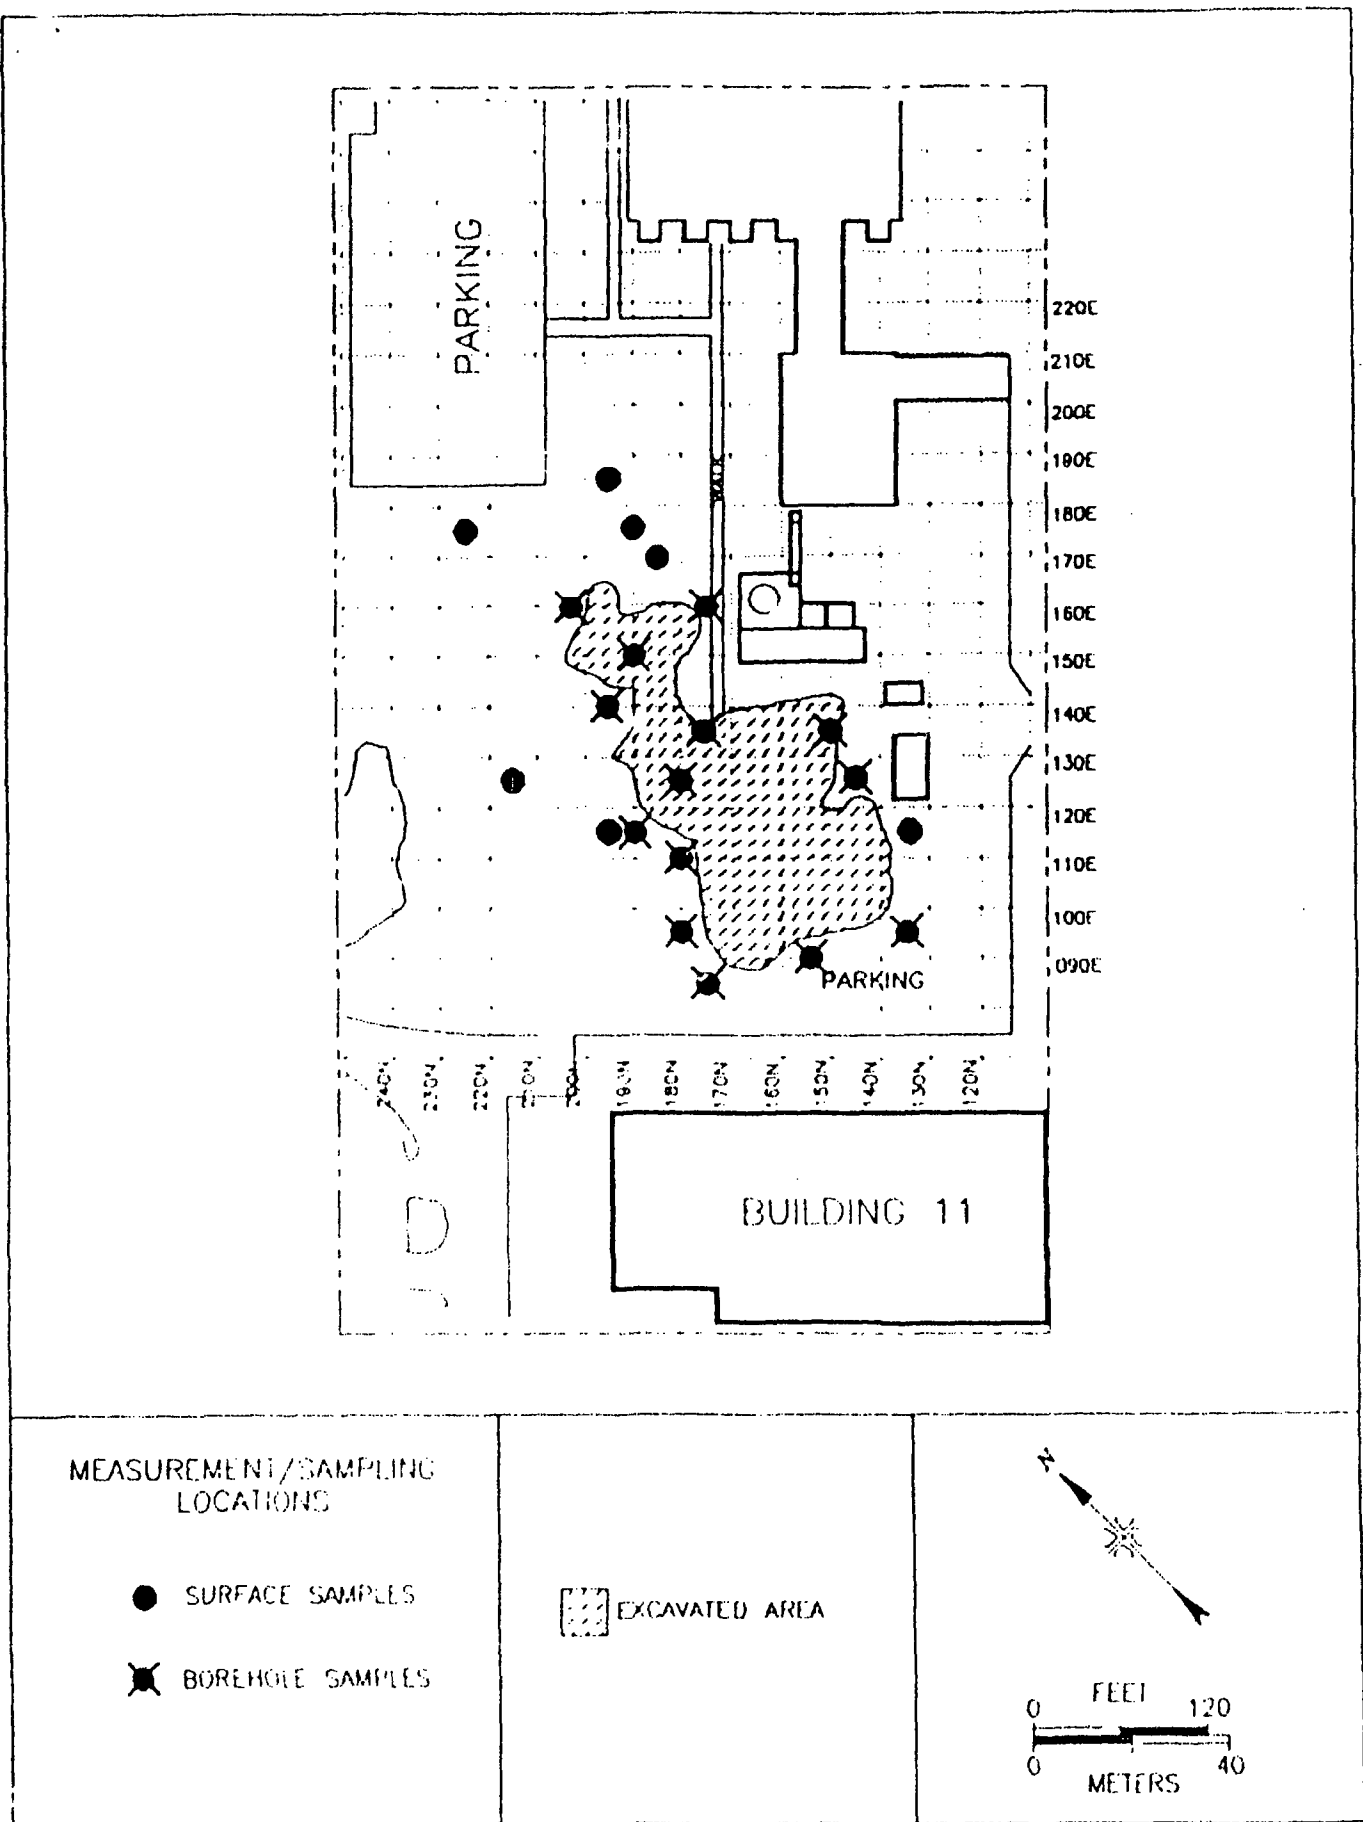 PARKING
220E
210E
200E
190E
180E
170E
160E
150E
140E
130E
120E
110E
100E
090E
PARKING
240N
230N
220N
210N
200N
190N
180N
170N
160N
150N
140N
130N
120N
BUILDING 11
MEASUREMENT/SAMPLING
LOCATIONS
SURFACE SAMPLES
BOREHOLE SAMPLES
EXCAVATED AREA
N
FEET
0 120
0 40
METERS